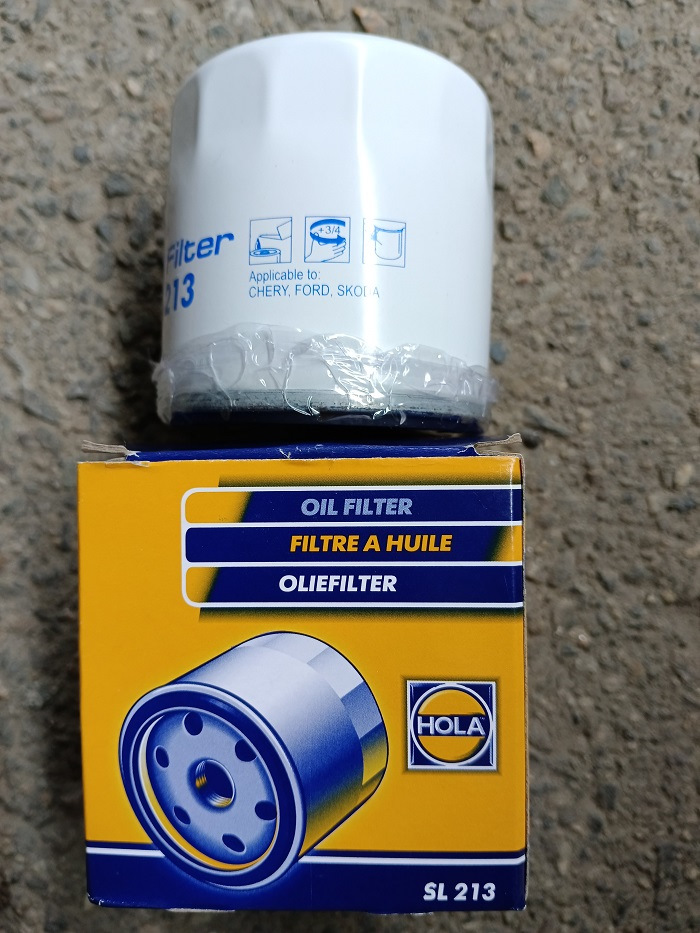 Filter
213
+3/4
Applicable to:
CHERY, FORD, SKODA
OIL FILTER
FILTRE A HUILE
OLIEFILTER
HOLA
SL 213